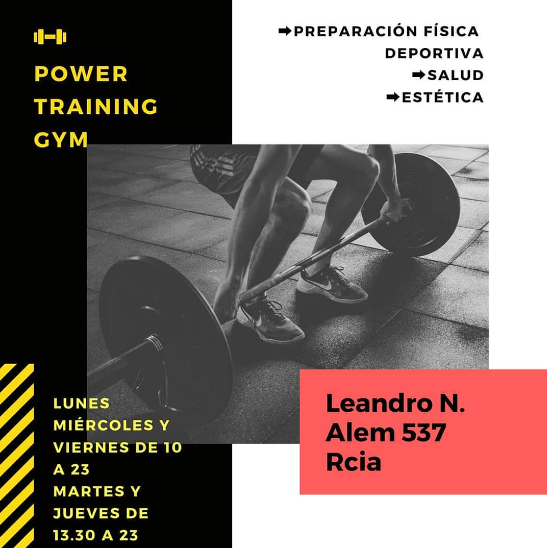 POWER
TRAINING
GYM
➡PREPARACIÓN FÍSICA
DEPORTIVA
➡SALUD
➡ESTÉTICA
LUNES
MIÉRCOLES Y
VIERNES DE 10
A 23
MARTES Y
JUEVES DE
13.30 A 23
Leandro N.
Alem 537
Rcia